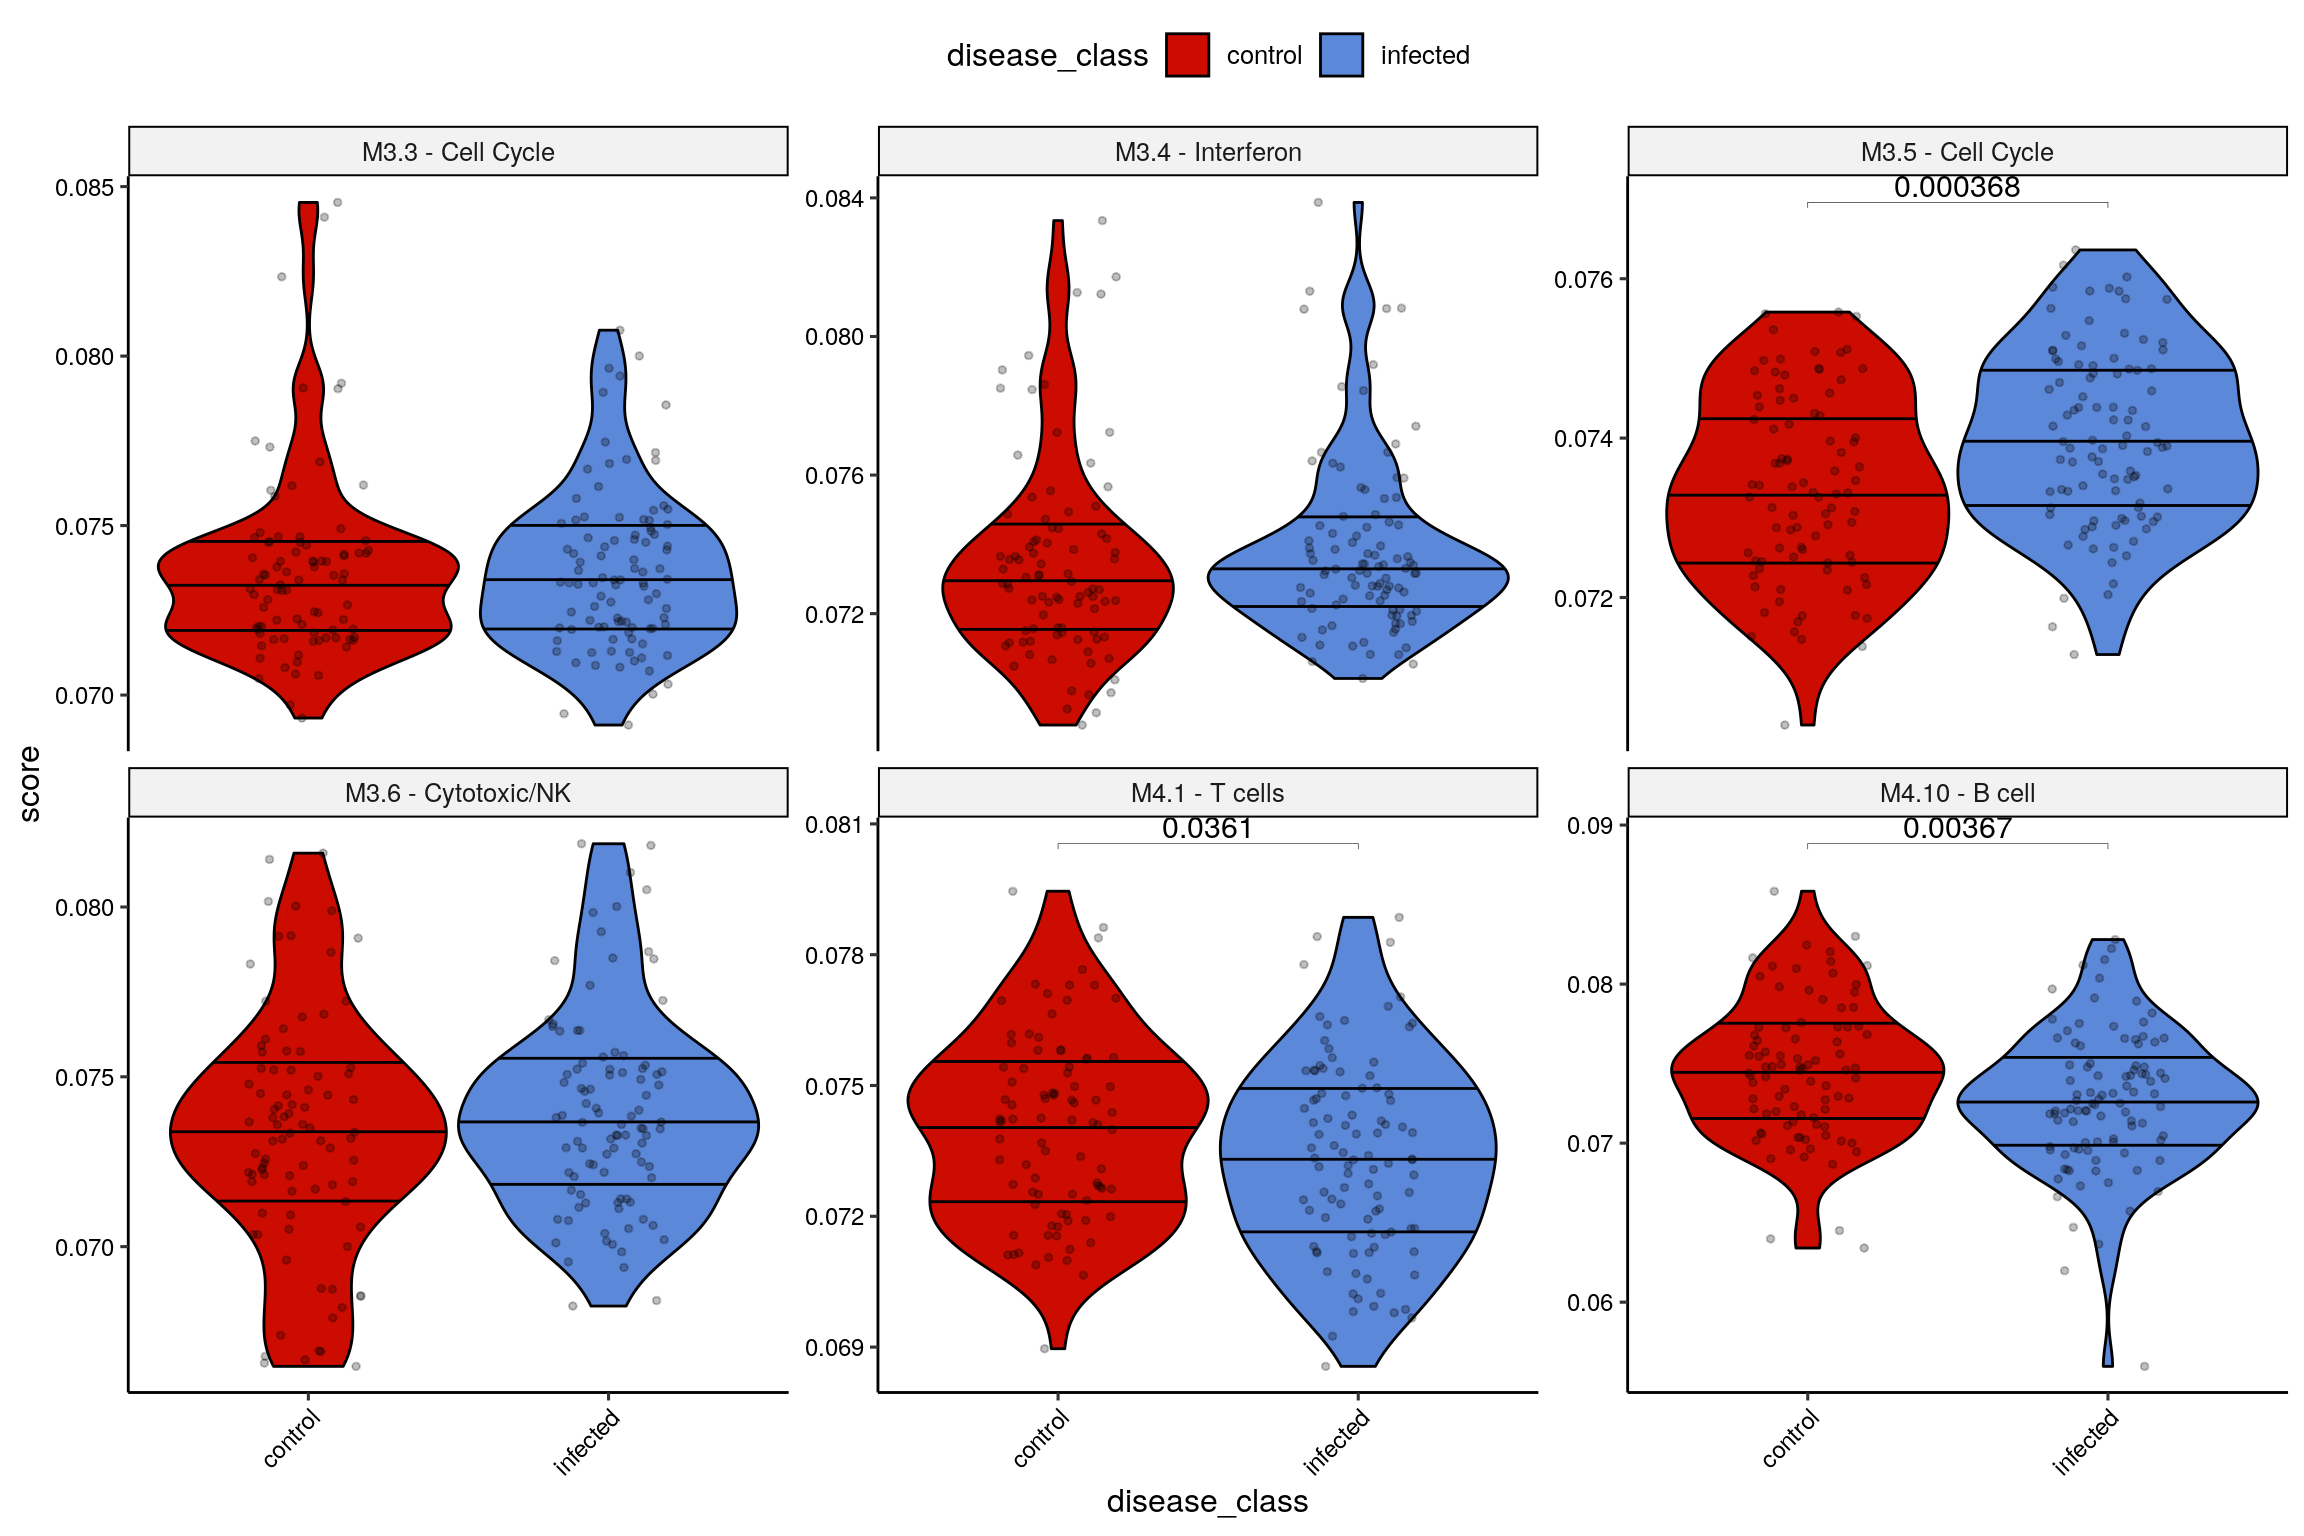 disease_class control infected
M3.3 - Cell Cycle
0.085
0.080
0.075
0.070
M3.4 - Interferon
0.084
0.080
0.076
0.072
M3.5 - Cell Cycle
0.000368
0.076
0.074
0.072
score
M3.6 - Cytotoxic/NK
0.080
0.075
0.070
control
infected
M4.1 - T cells
0.0361
0.081
0.078
0.075
0.072
0.069
control
infected
M4.10 - B cell
0.00367
0.09
0.08
0.07
0.06
control
infected
disease_class